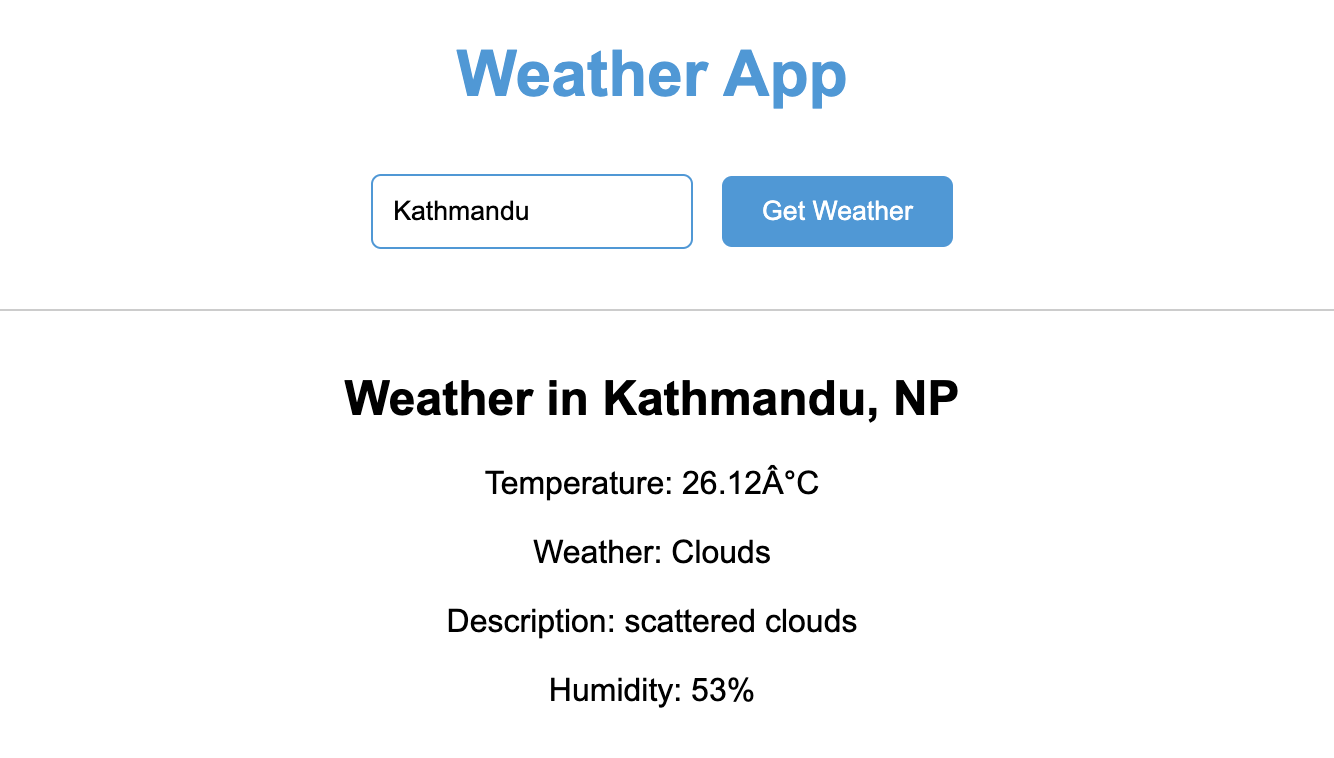 Weather App
Kathmandu
Get Weather
Weather in Kathmandu, NP
Temperature: 26.12Â°C
Weather: Clouds
Description: scattered clouds
Humidity: 53%